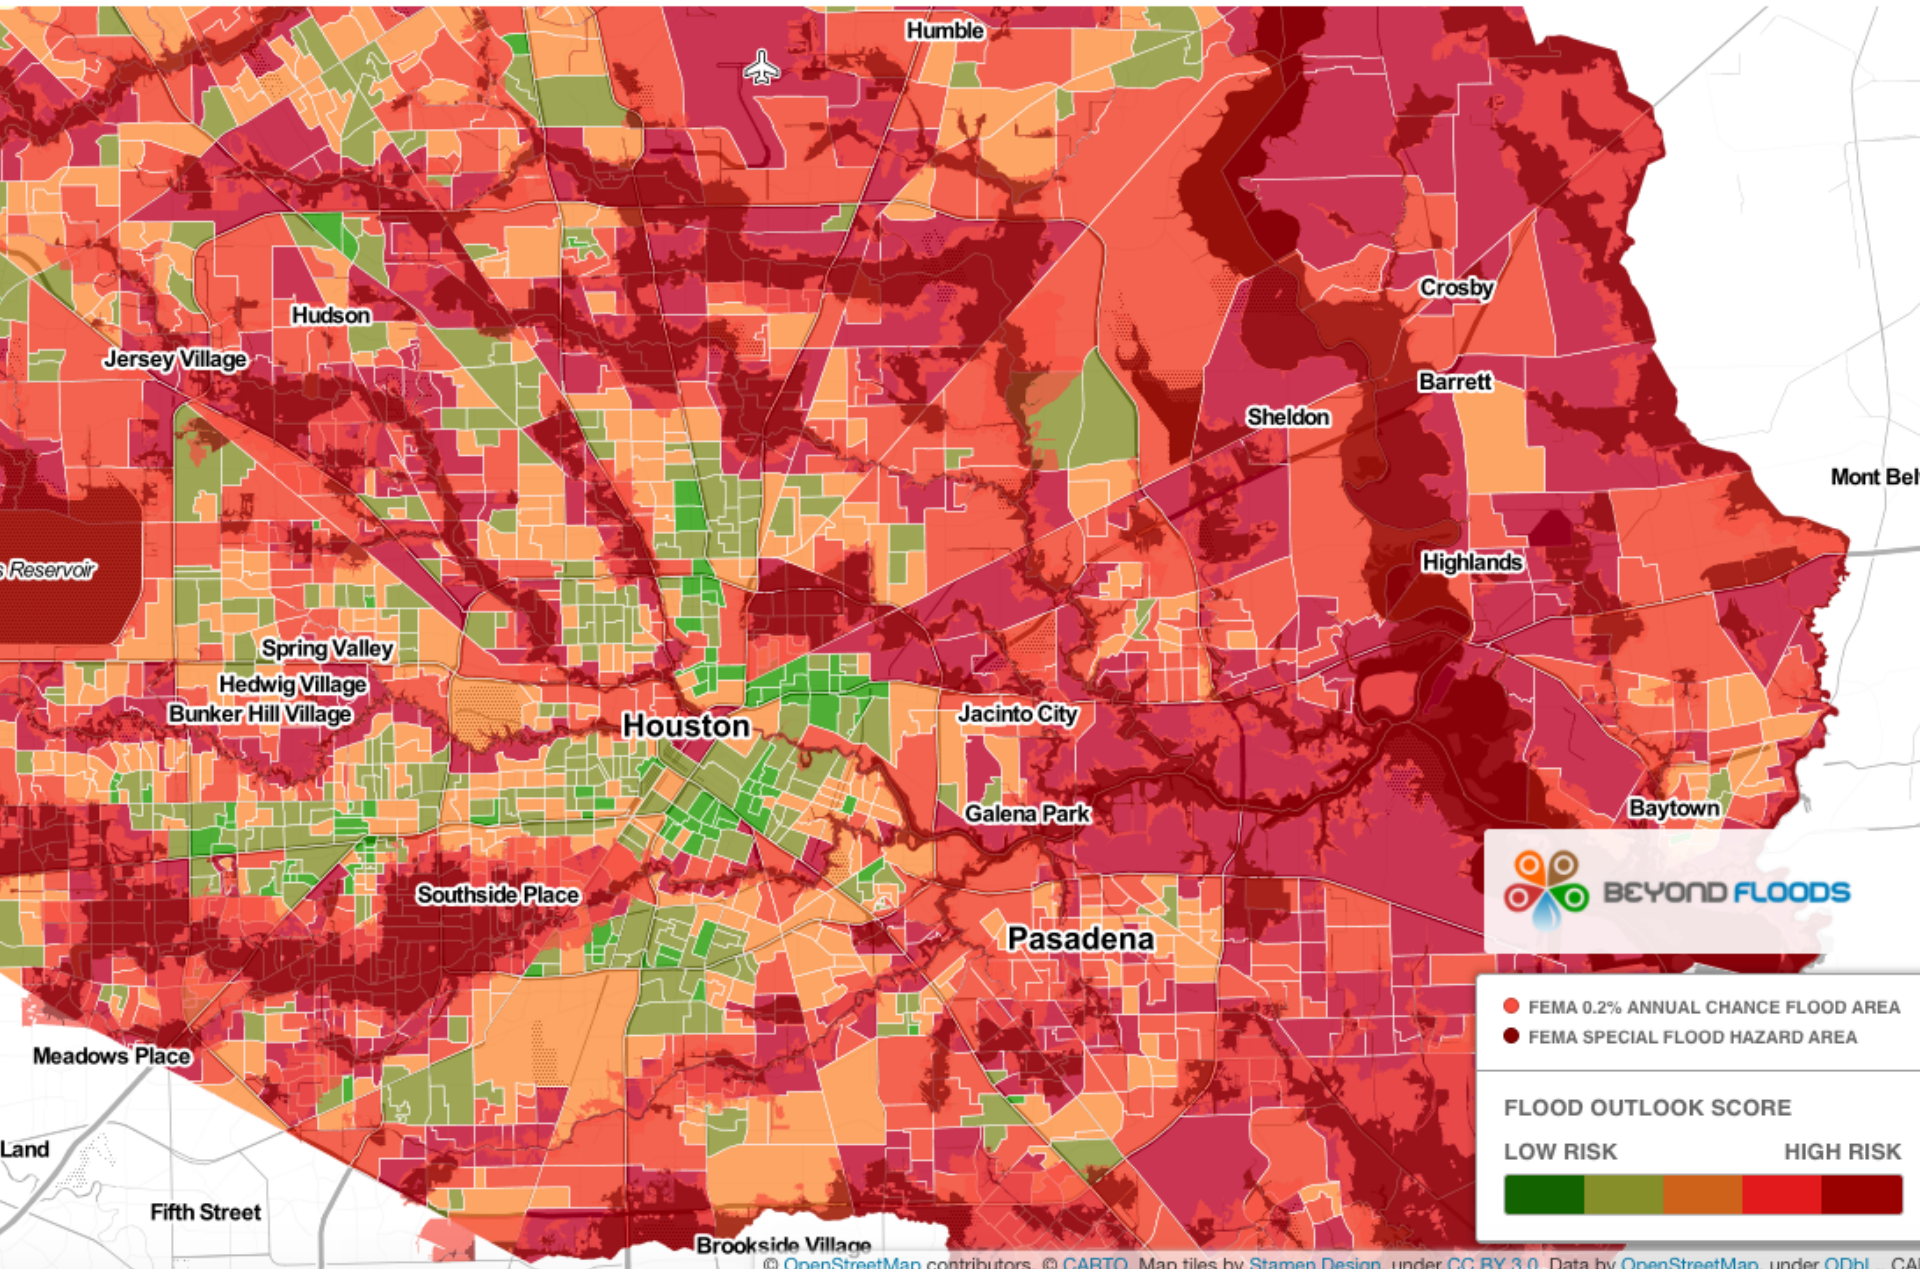 Humble
Crosby
Hudson
Jersey Village
Barrett
Sheldon
Mont Bel
Highlands
s Reservoir
Spring Valley
Hedwig Village
Bunker Hill Village
Houston
Jacinto City
Baytown
Galena Park
BEYOND FLOODS
Southside Place
Pasadena
FEMA 0.2% ANNUAL CHANCE FLOOD AREA
FEMA SPECIAL FLOOD HAZARD AREA
Meadows Place
FLOOD OUTLOOK SCORE
Land
LOW RISK HIGH RISK
Fifth Street
Brookside Village
© OpenStreetMap contributors, © CARTO, Map tiles by Stamen Design, under CC BY 3.0. Data by OpenStreetMap, under ODbL.